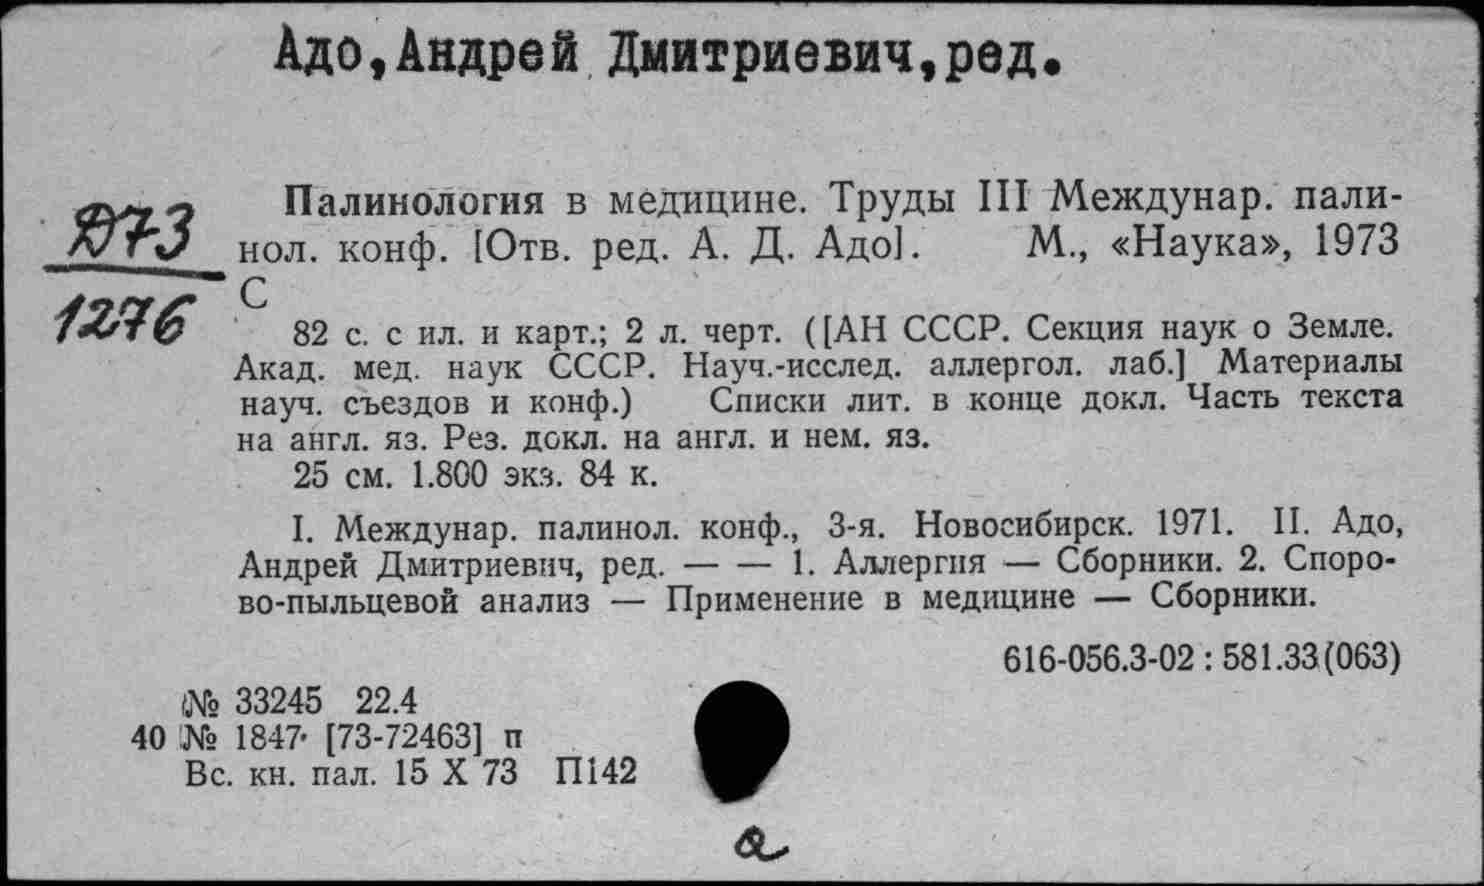 Адо,Андрей Дмитриевич,ред.
Палинология в медицине. Труды III Междунар. пали-
нол. конф. [Отв. ред. А. Д. Адо]. М., «Наука», 1973
С
1276
82 с. с ил. и карт.; 2 л. черт. ([АН СССР. Секция наук о Земле.
Акад. мед. наук СССР. Науч.-исслед. аллергол. лаб.] Материалы
науч. съездов и конф.) Списки лит. в конце докл. Часть текста
на англ. яз. Рез. докл. на англ. и нем. яз.
25 см. 1.800 экз. 84 к.
I. Междунар. палинол. конф., 3-я. Новосибирск. 1971. II. Адо,
Андрей Дмитриевич, ред. — — 1. Аллергия — Сборники. 2. Споро-
во-пыльцевой анализ — Применение в медицине — Сборники.
616-056.3-02 : 581.33(063)
№ 33245 22.4
40 № 1847 [73-72463] п
Вс. кн. пал. 15 X 73 П142